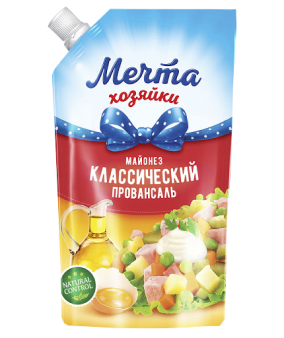 Мечта
хозяйки
МАЙОНЕЗ
КЛАССИЧЕСКИЙ
ПРОВАНСАЛЬ
NATURAL
CONTROL